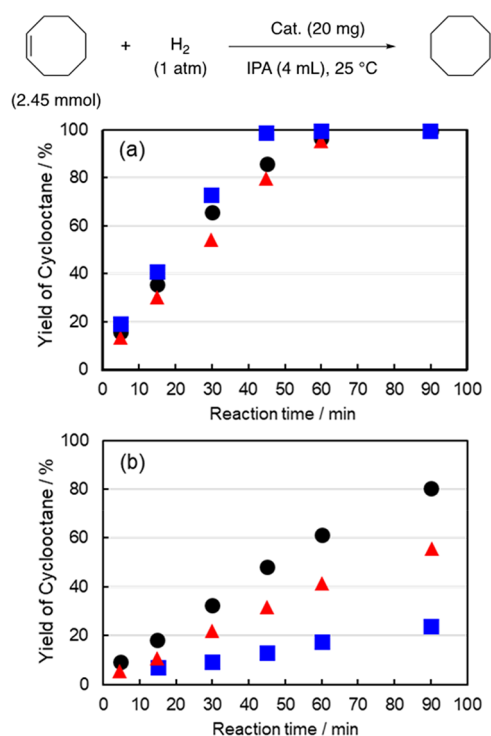 Cat. (20 mg)
+ H2
(1 atm)
IPA (4 mL), 25 °C
(2.45 mmol)
(a)
Yield of Cyclooctane / %
100
80
60
40
20
0
0 10 20 30 40 50 60 70 80 90 100
Reaction time / min
(b)
Yield of Cyclooctane / %
100
80
60
40
20
0
0 10 20 30 40 50 60 70 80 90 100
Reaction time / min